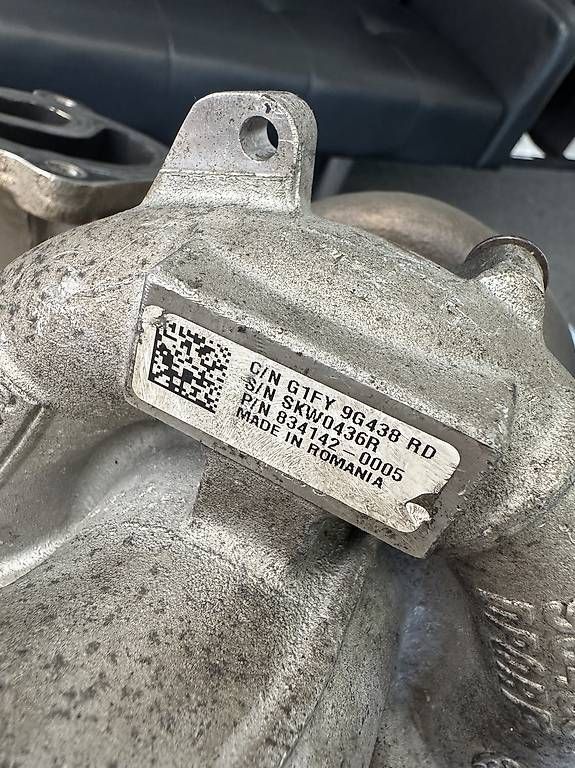 C/N G1FY 9G438 RD
S/N SKW0436R
P/N 834142-0005
MADE IN ROMANIA